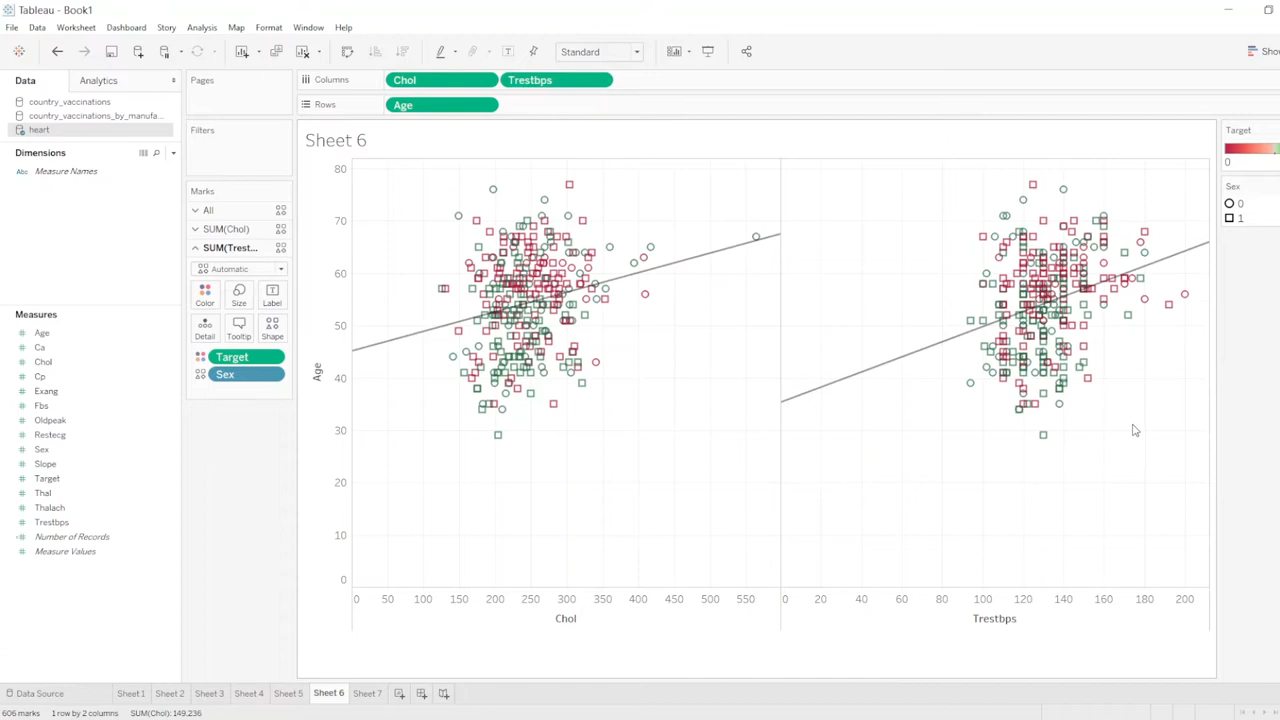 Tableau - Book1
File Data Worksheet Dashboard Story Analysis Map Format Window Help
Standard
Data Analytics
country_vaccinations
country_vaccinations_by_manufa...
heart
Dimensions
Abc Measure Names
Measures
# Age
# Ca
# Chol
# Cp
# Exang
# Fbs
# Oldpeak
# Restecg
# Sex
# Slope
# Target
# Thal
# Thalach
# Trestbps
# Number of Records
# Measure Values
Pages
Filters
Marks
All
SUM(Chol)
SUM(Trest...
Automatic
Color Size Label
Detail Tooltip Shape
Target
Sex
Columns Chol Trestbps
Rows Age
Sheet 6
80
70
60
50
40
30
20
10
0
Age
0 50 100 150 200 250 300 350 400 450 500 550
Chol
0 20 40 60 80 100 120 140 160 180 200
Trestbps
Target
0
Sex
0
1
Data Source Sheet 1 Sheet 2 Sheet 3 Sheet 4 Sheet 5 Sheet 6 Sheet 7
606 marks 1 row by 2 columns SUM(Chol): 149,236